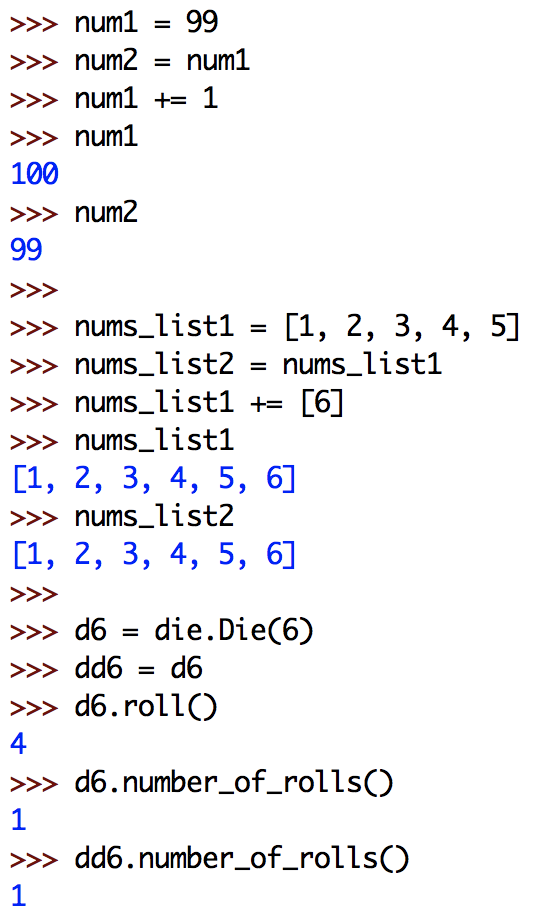 >>> num1 = 99
>>> num2 = num1
>>> num1 += 1
>>> num1
100
>>> num2
99
>>>
>>> nums_list1 = [1, 2, 3, 4, 5]
>>> nums_list2 = nums_list1
>>> nums_list1 += [6]
>>> nums_list1
[1, 2, 3, 4, 5, 6]
>>> nums_list2
[1, 2, 3, 4, 5, 6]
>>>
>>> d6 = die.Die(6)
>>> dd6 = d6
>>> d6.roll()
4
>>> d6.number_of_rolls()
1
>>> dd6.number_of_rolls()
1